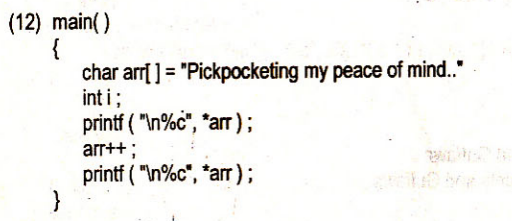 (12) main( )
{
char arr[ ] = "Pickpocketing my peace of mind.."
int i ;
printf ( "\n%c", *arr ) ;
arr++ ;
printf ( "\n%c", *arr ) ;
}